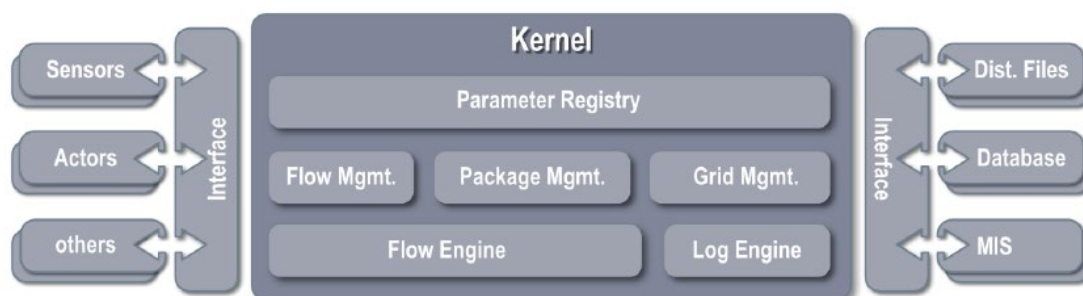 Kernel
Sensors
Actors
others
Interface
Parameter Registry
Flow Mgmt.
Package Mgmt.
Grid Mgmt.
Flow Engine
Log Engine
Interface
Dist. Files
Database
MIS